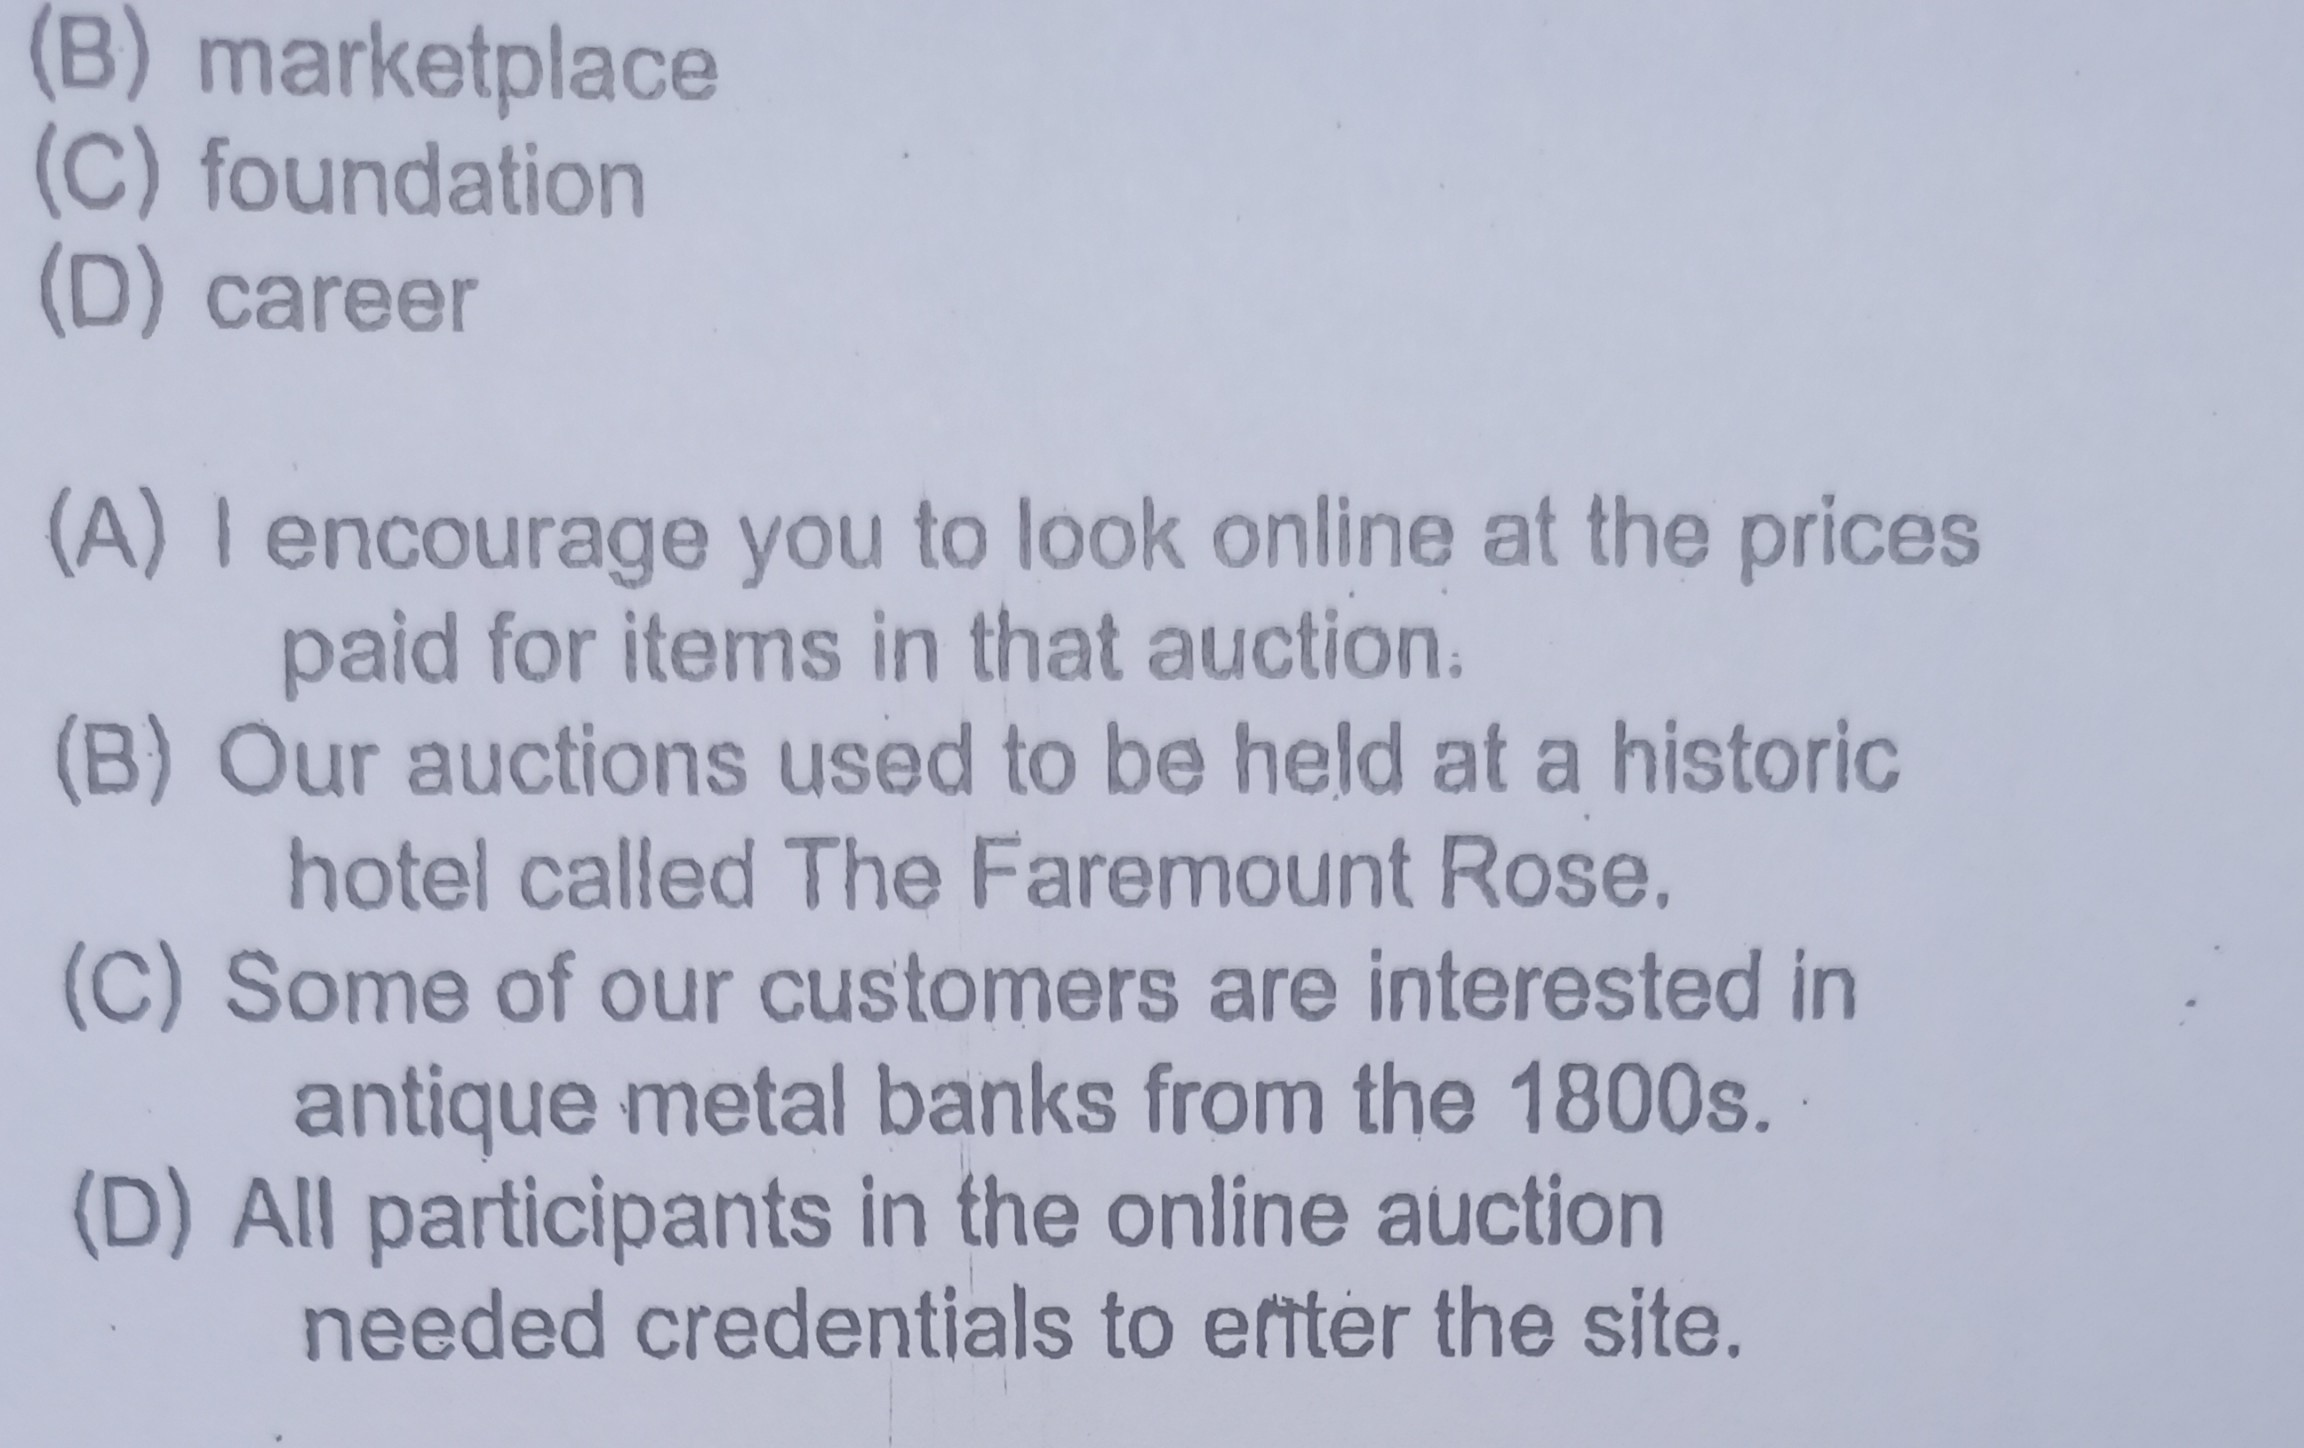 (B) marketplace
(C) foundation
(D) career
(A) I encourage you to look online at the prices
paid for items in that auction.
(B) Our auctions used to be held at a historic
hotel called The Faremount Rose.
(C) Some of our customers are interested in
antique metal banks from the 1800s.
(D) All participants in the online auction
needed credentials to enter the site.